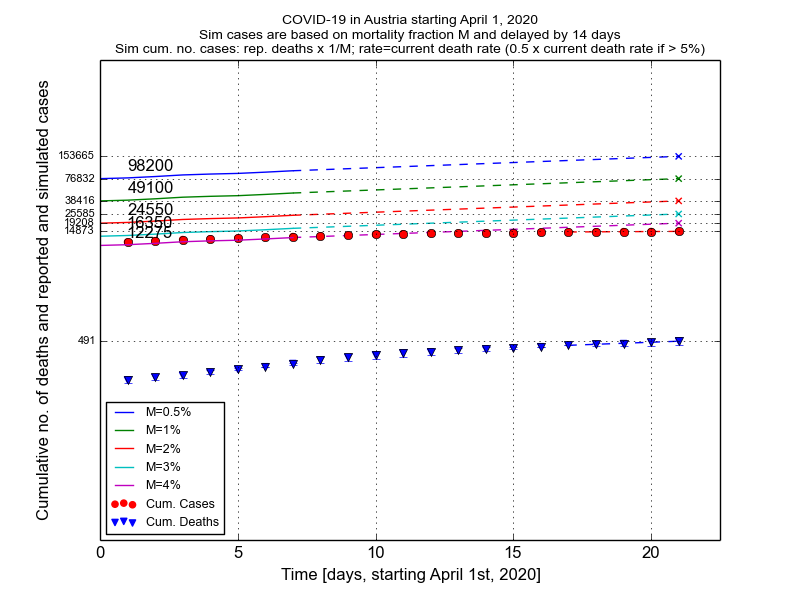 COVID-19 in Austria starting April 1, 2020
Sim cases are based on mortality fraction M and delayed by 14 days
Sim cum. no. cases: rep. deaths x 1/M; rate=current death rate (0.5 x current death rate if > 5%)
Cumulative no. of deaths and reported and simulated cases
153665
76832
38416
25585
19208
14873
491
98200
49100
24550
16350
12275
M=0.5%
M=1%
M=2%
M=3%
M=4%
Cum. Cases
Cum. Deaths
0 5 10 15 20
Time [days, starting April 1st, 2020]